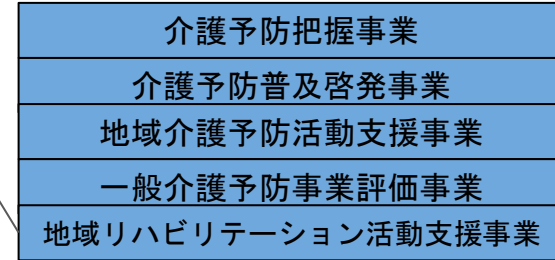 介護予防把握事業
介護予防普及啓発事業
地域介護予防活動支援事業
一般介護予防事業評価事業
地域リハビリテーション活動支援事業